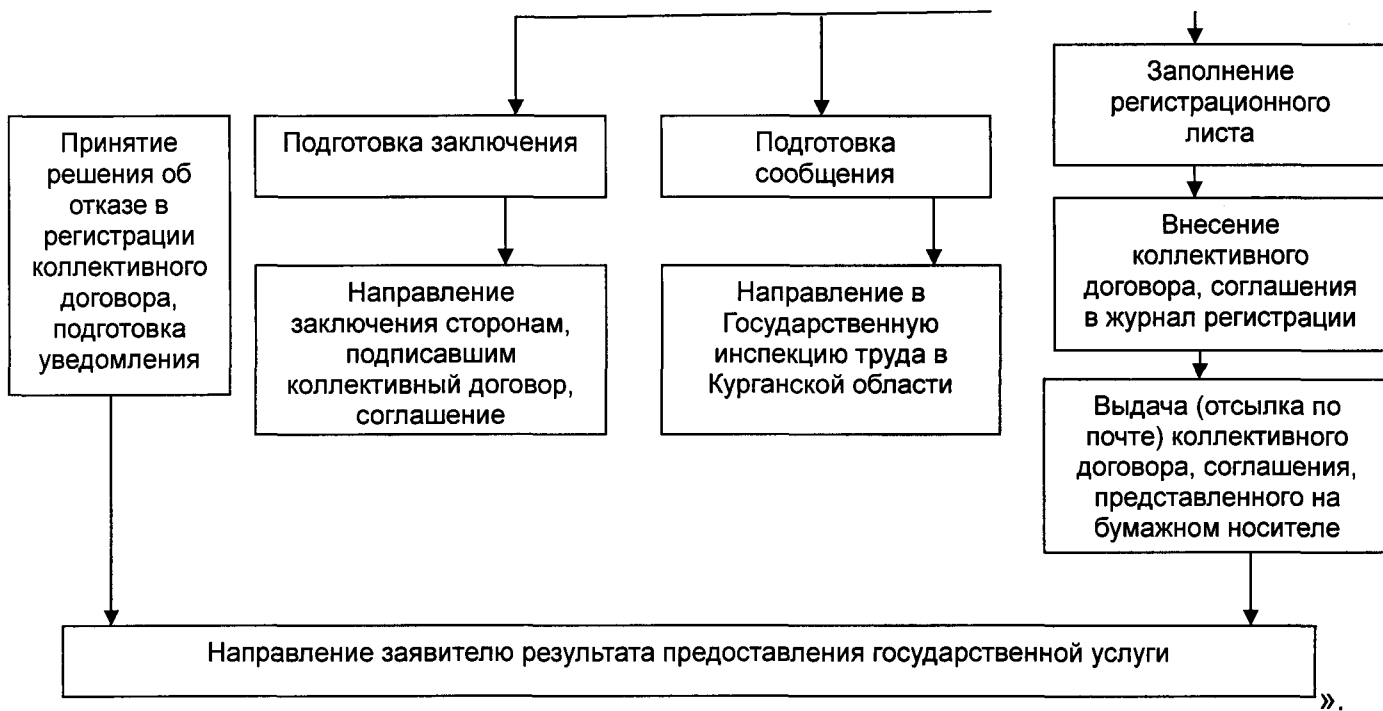 Принятие
решения об
отказе в
регистрации
коллективного
договора,
подготовка
уведомления
Подготовка заключения
Направление
заключения сторонам,
подписавшим
коллективный договор,
соглашение
Подготовка
сообщения
Направление в
Государственную
инспекцию труда в
Курганской области
Заполнение
регистрационного
листа
Внесение
коллективного
договора, соглашения
в журнал регистрации
Выдача (отсылка по
почте) коллективного
договора, соглашения,
представленного на
бумажном носителе
Направление заявителю результата предоставления государственной услуги
».